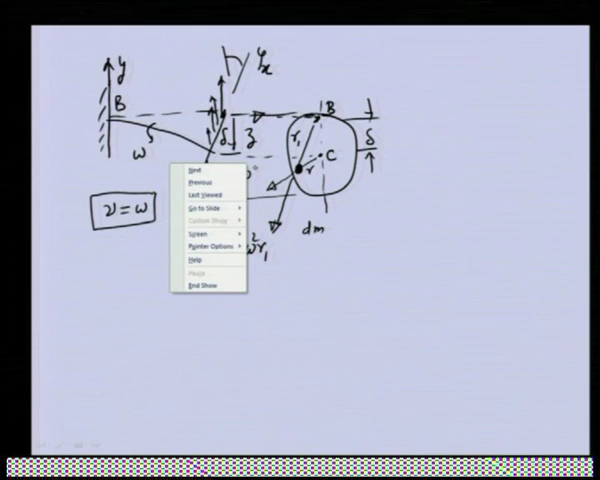 y
φx
B
B
δ
z
r1
δ
C
ω
r
ν = ω
dm
ω²r1
Next
Previous
Last Viewed
Go to Slide
Custom Show
Screen
Pointer Options
Help
Pause
End Show